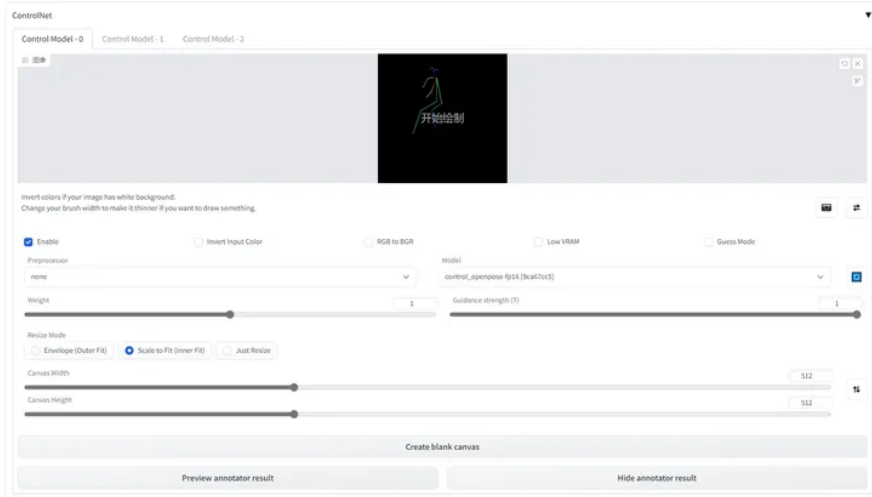 ControlNet
Control Model - 0 Control Model - 1 Control Model - 2
图像
开始绘制
Invert colors if your image has white background.
Change your brush width to make it thinner if you want to draw something.
Enable Invert Input Color RGB to BGR Low VRAM Guess Mode
Preprocessor Model
none control_openpose-fp16 [9ca67cc5]
Weight 1 Guidance strength (T) 1
Resize Mode
Envelope (Outer Fit) Scale to Fit (Inner Fit) Just Resize
Canvas Width 512
Canvas Height 512
Create blank canvas
Preview annotator result Hide annotator result